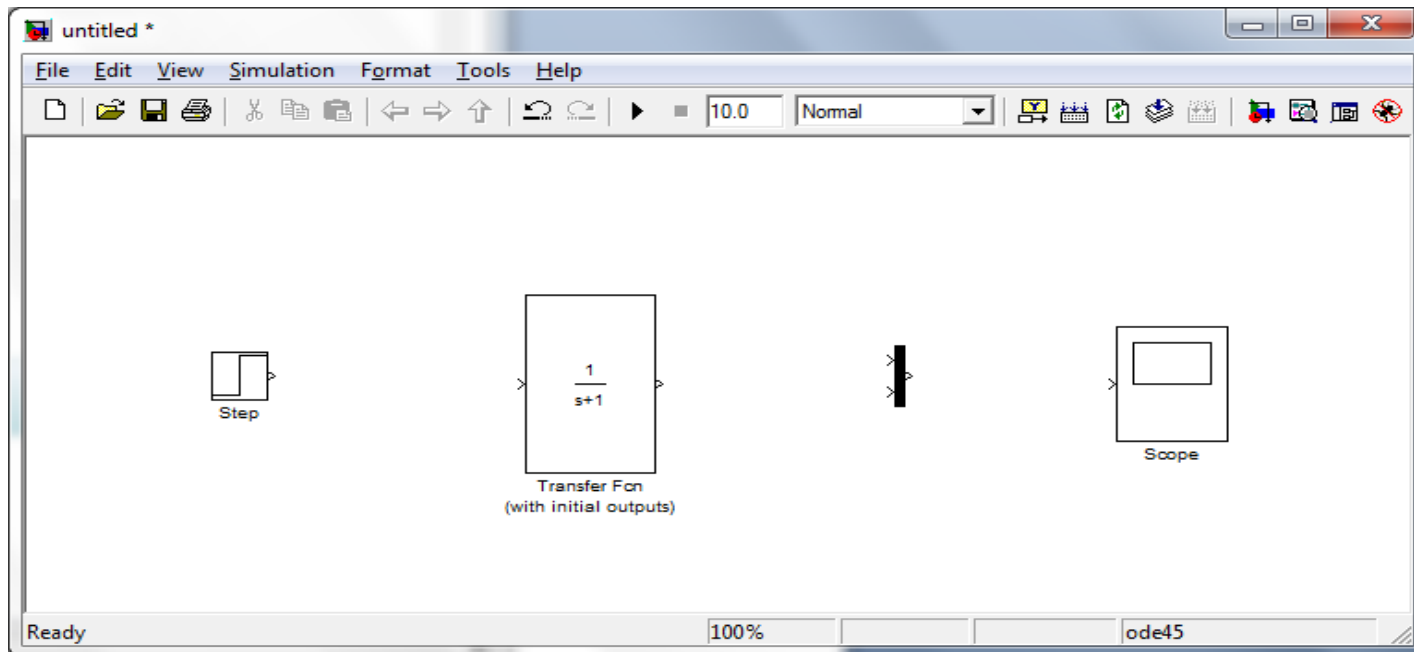 untitled *
File Edit View Simulation Format Tools Help
10.0 Normal
Step
1
s+1
Transfer Fcn
(with initial outputs)
Scope
Ready 100% ode45